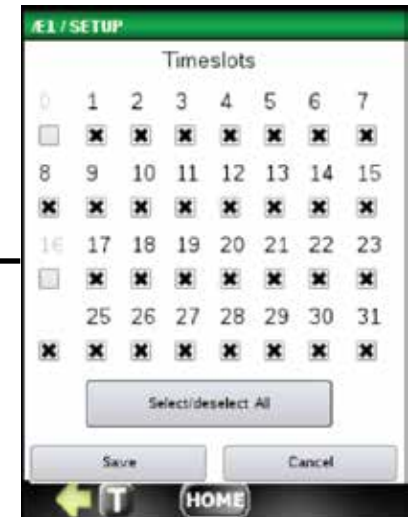 Æ1 / SETUP
Timeslots
0 1 2 3 4 5 6 7
8 9 10 11 12 13 14 15
16 17 18 19 20 21 22 23
25 26 27 28 29 30 31
Select/deselect All
Save Cancel
T HOME